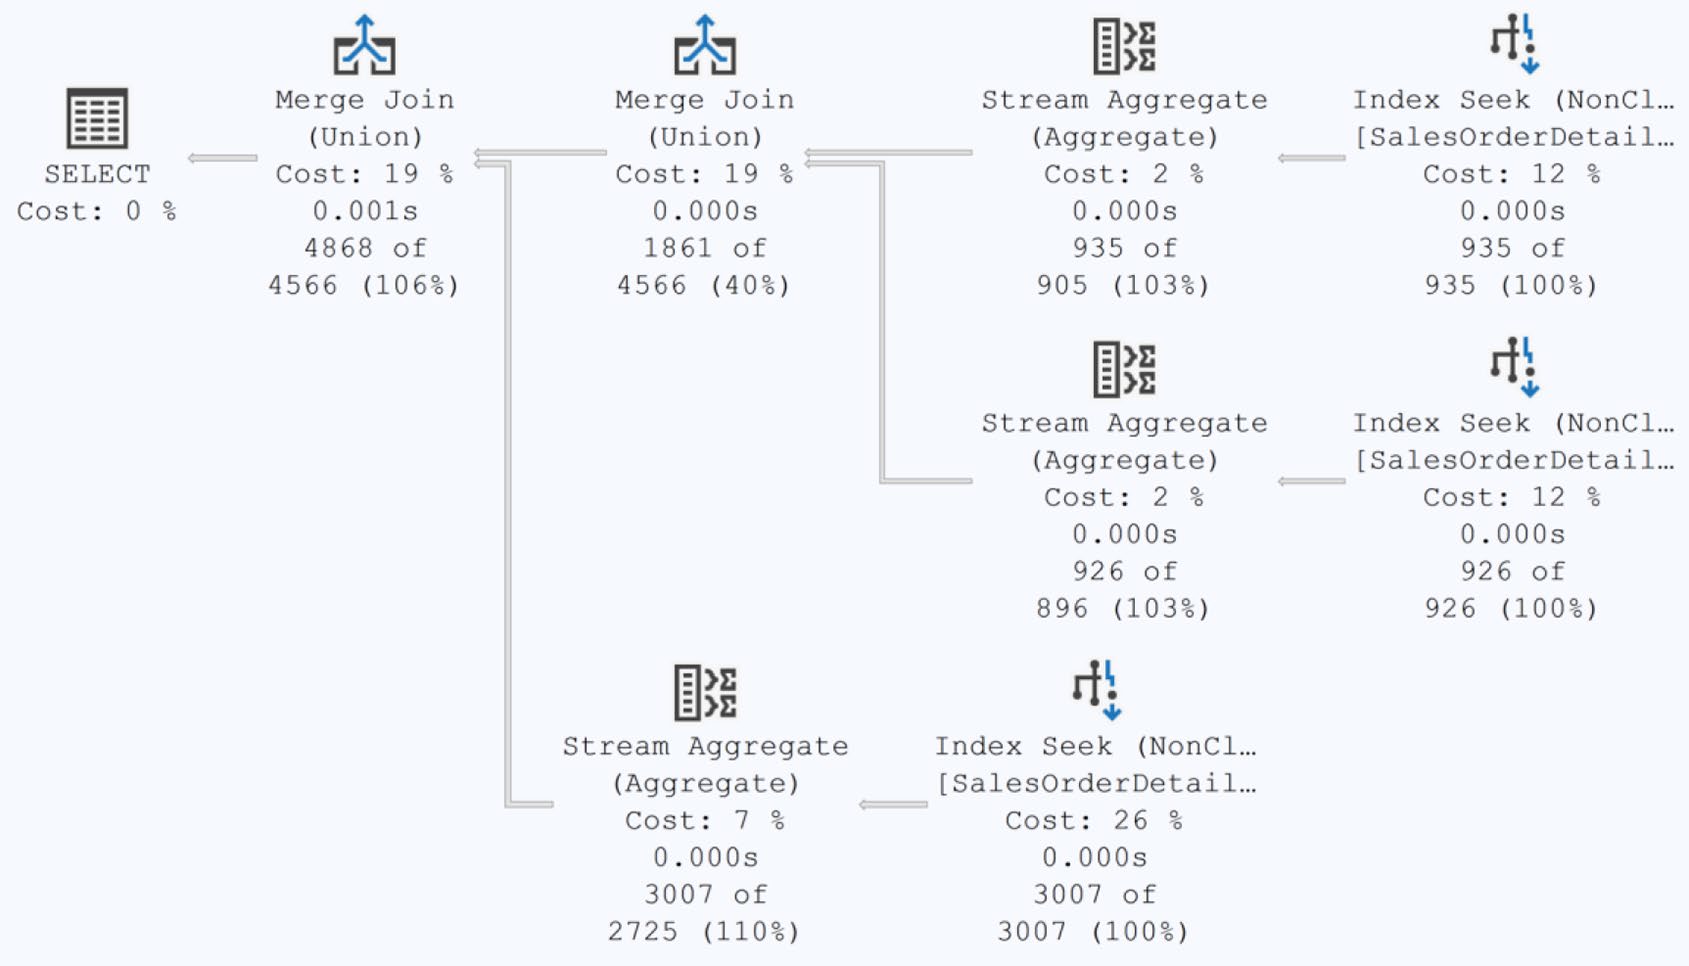 SELECT
Cost: 0 %
Merge Join
(Union)
Cost: 19 %
0.001s
4868 of
4566 (106%)
Merge Join
(Union)
Cost: 19 %
0.000s
1861 of
4566 (40%)
Stream Aggregate
(Aggregate)
Cost: 2 %
0.000s
935 of
905 (103%)
Index Seek (NonCl…
[SalesOrderDetail…
Cost: 12 %
0.000s
935 of
935 (100%)
Stream Aggregate
(Aggregate)
Cost: 2 %
0.000s
926 of
896 (103%)
Index Seek (NonCl…
[SalesOrderDetail…
Cost: 12 %
0.000s
926 of
926 (100%)
Stream Aggregate
(Aggregate)
Cost: 7 %
0.000s
3007 of
2725 (110%)
Index Seek (NonCl…
[SalesOrderDetail…
Cost: 26 %
0.000s
3007 of
3007 (100%)